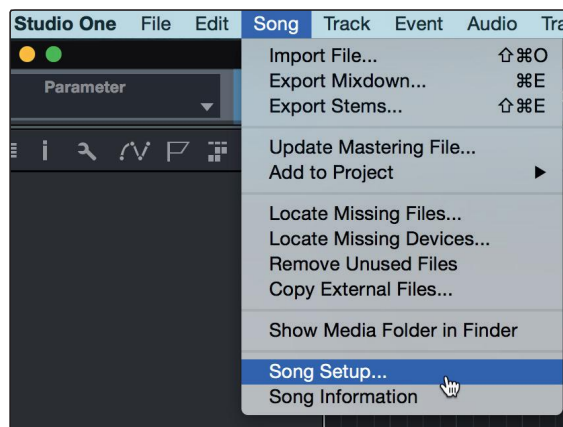 Studio One File Edit Song Track Event Audio Tra
Parameter
Import File... ⇧⌘O
Export Mixdown... ⌘E
Export Stems... ⇧⌘E
Update Mastering File...
Add to Project
Locate Missing Files...
Locate Missing Devices...
Remove Unused Files
Copy External Files...
Show Media Folder in Finder
Song Setup...
Song Information